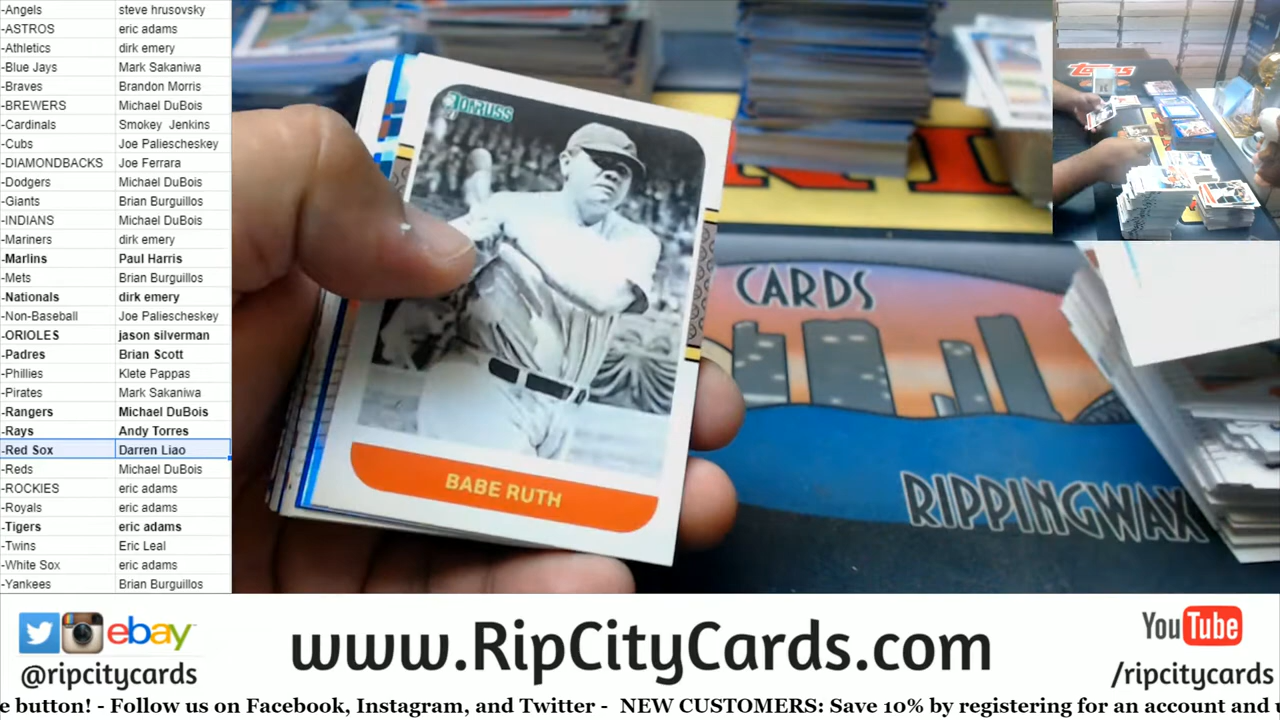 -Angels steve hrusovsky
-ASTROS eric adams
-Athletics dirk emery
-Blue Jays Mark Sakaniwa
-Braves Brandon Morris
-BREWERS Michael DuBois
-Cardinals Smokey Jenkins
-Cubs Joe Paliescheskey
-DIAMONDBACKS Joe Ferrara
-Dodgers Michael DuBois
-Giants Brian Burguillos
-INDIANS Michael DuBois
-Mariners dirk emery
-Marlins Paul Harris
-Mets Brian Burguillos
-Nationals dirk emery
-Non-Baseball Joe Paliescheskey
-ORIOLES jason silverman
-Padres Brian Scott
-Phillies Klete Pappas
-Pirates Mark Sakaniwa
-Rangers Michael DuBois
-Rays Andy Torres
-Red Sox Darren Liao
-Reds Michael DuBois
-ROCKIES eric adams
-Royals eric adams
-Tigers eric adams
-Twins Eric Leal
-White Sox eric adams
-Yankees Brian Burguillos
Donruss
BABE RUTH
Topps
CARDS
RIPPINGWAX
ebay
@ripcitycards
www.RipCityCards.com
YouTube
/ripcitycards
e button! - Follow us on Facebook, Instagram, and Twitter - NEW CUSTOMERS: Save 10% by registering for an account and u